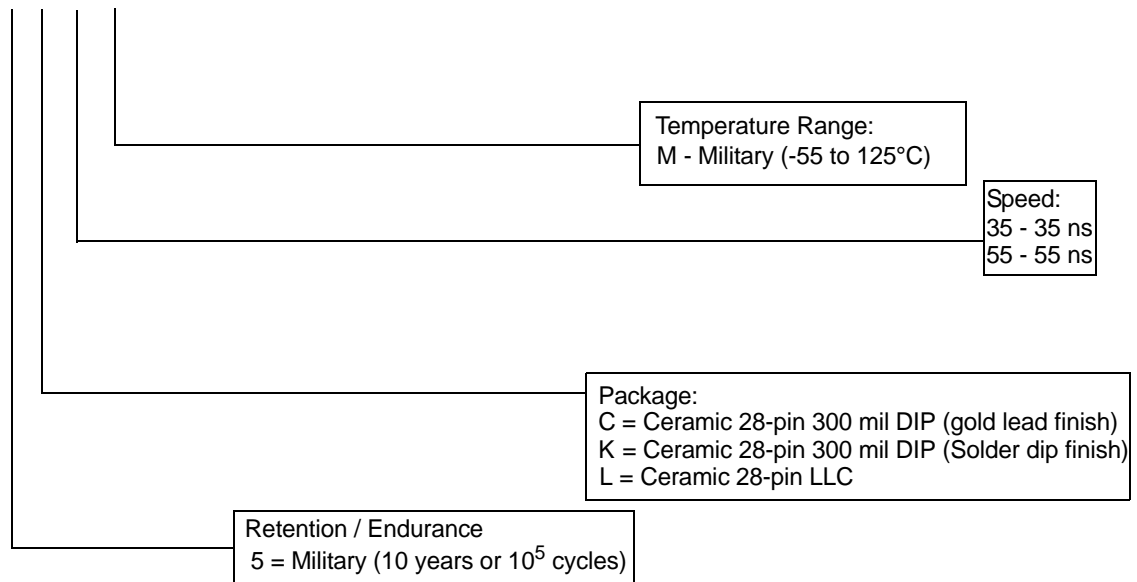 Temperature Range:
M - Military (-55 to 125°C)
Speed:
35 - 35 ns
55 - 55 ns
Package:
C = Ceramic 28-pin 300 mil DIP (gold lead finish)
K = Ceramic 28-pin 300 mil DIP (Solder dip finish)
L = Ceramic 28-pin LLC
Retention / Endurance
5 = Military (10 years or 10⁵ cycles)